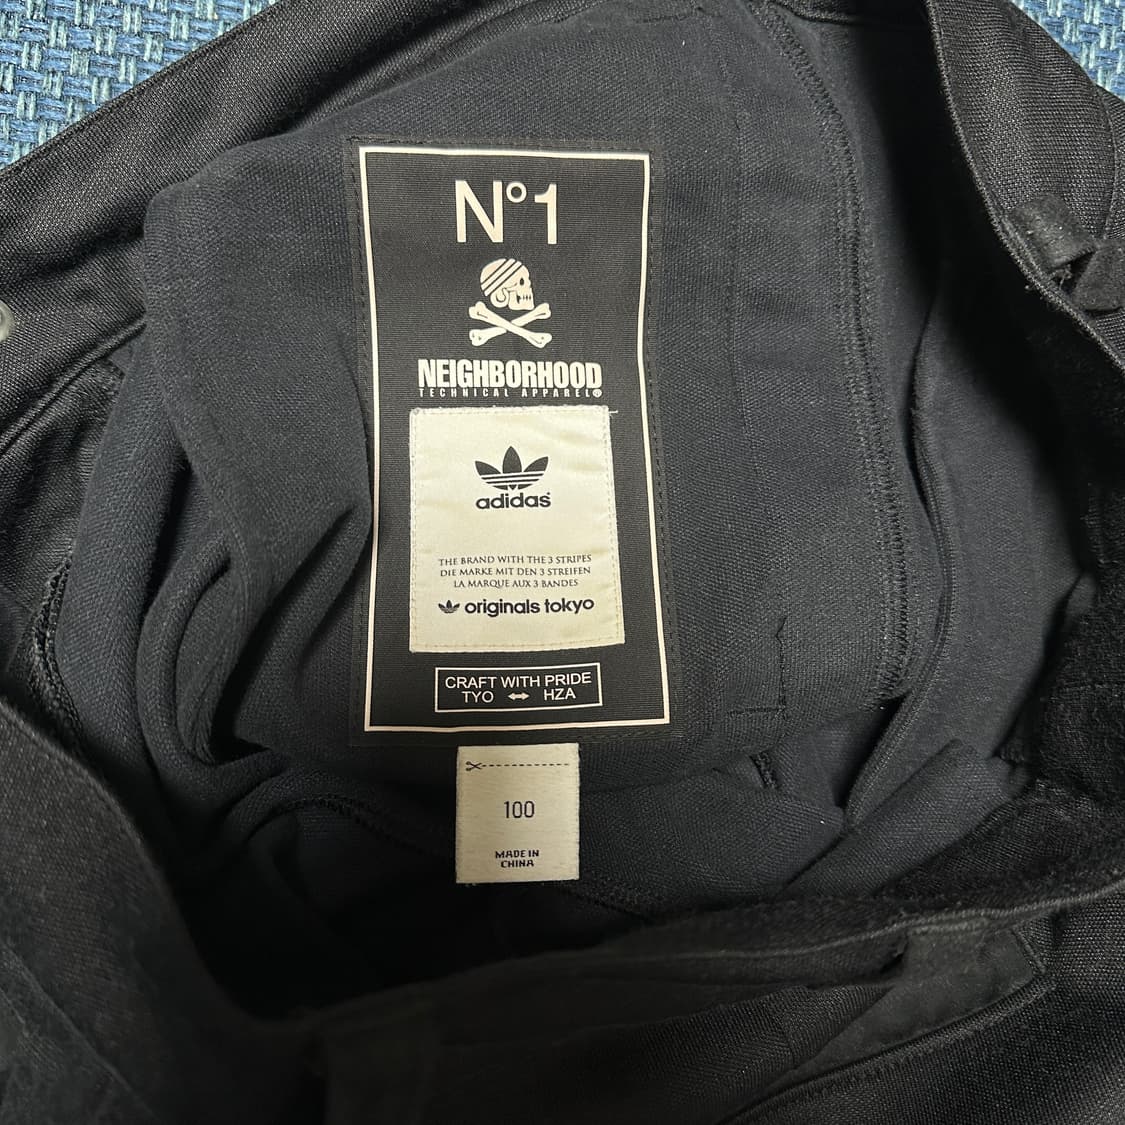 N°1
NEIGHBORHOOD
TECHNICAL APPAREL®
adidas
THE BRAND WITH THE 3 STRIPES
DIE MARKE MIT DEN 3 STREIFEN
LA MARQUE AUX 3 BANDES
originals tokyo
CRAFT WITH PRIDE
TYO ⇔ HZA
100
MADE IN
CHINA